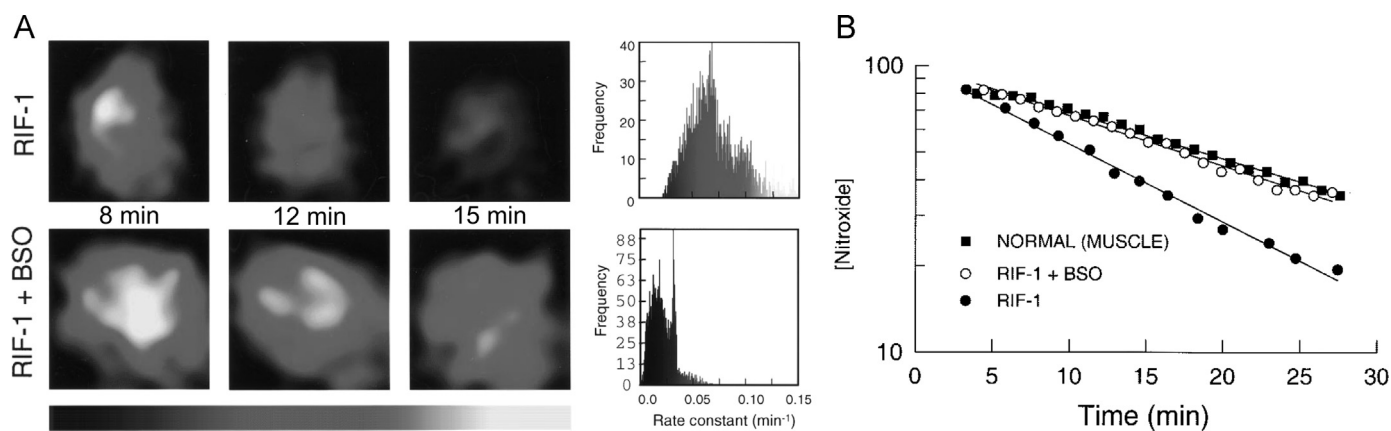 A
B
RIF-1
8 min
12 min
15 min
RIF-1 + BSO
Frequency
40
30
20
10
0
Frequency
88
75
63
50
38
25
13
0
0.0
0.05
0.10
0.15
Rate constant (min-1)
[Nitroxide]
100
10
NORMAL (MUSCLE)
RIF-1 + BSO
RIF-1
0
5
10
15
20
25
30
Time (min)